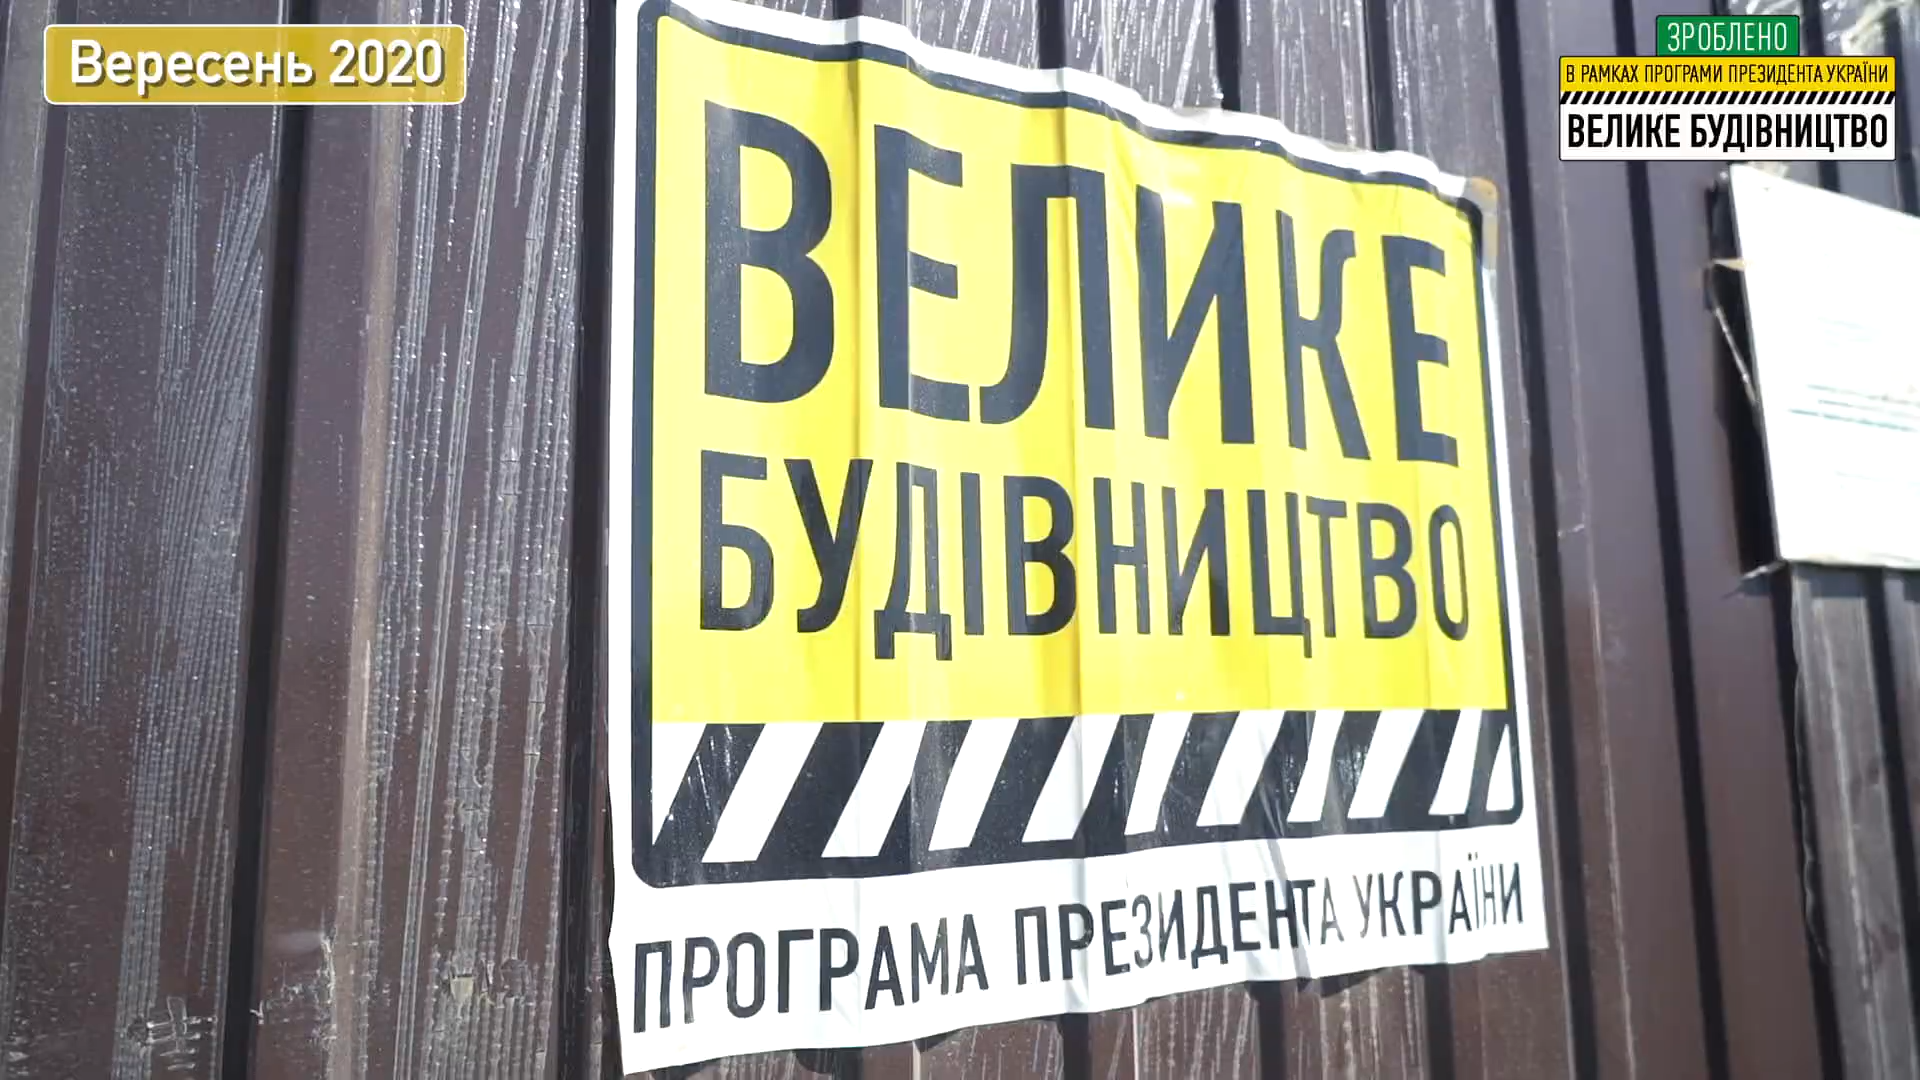 Вересень 2020
ЗРОБЛЕНО
В РАМКАХ ПРОГРАМИ ПРЕЗИДЕНТА УКРАЇНИ
ВЕЛИКЕ БУДІВНИЦТВО
ВЕЛИКЕ
БУДІВНИЦТВО
ПРОГРАМА ПРЕЗИДЕНТА УКРАЇНИ